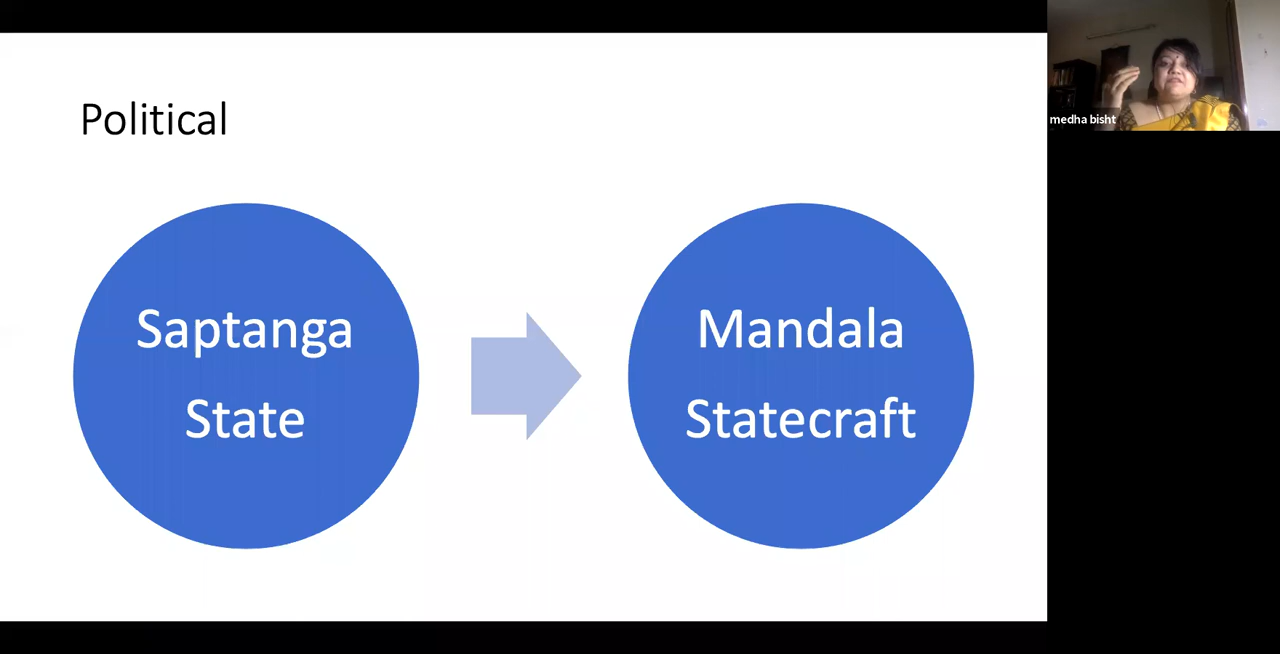 Political
Saptanga
State
Mandala
Statecraft
medha bisht